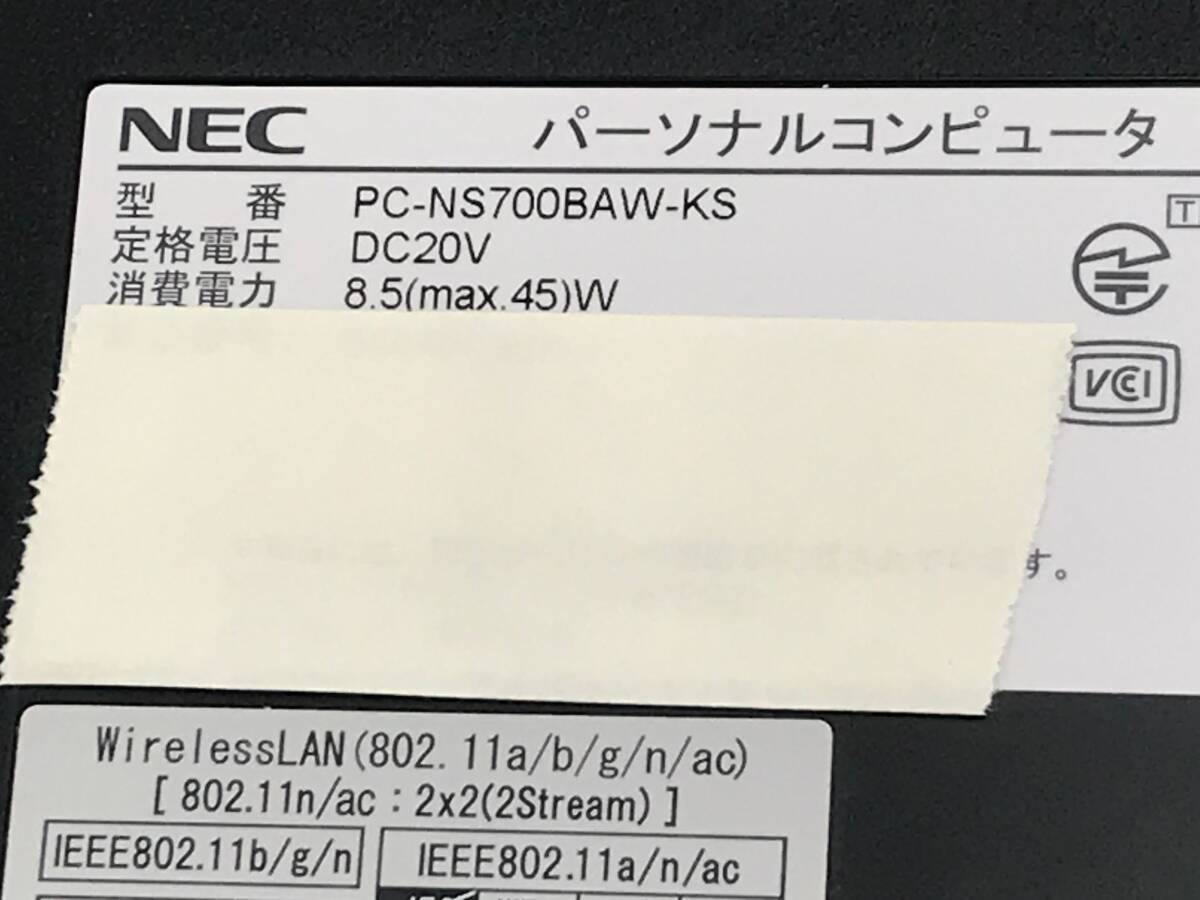 NEC パーソナルコンピュータ
型番 PC-NS700BAW-KS
定格電圧 DC20V
消費電力 8.5(max.45)W
T
VCCI
す。
WirelessLAN(802.11a/b/g/n/ac)
[ 802.11n/ac : 2x2(2Stream) ]
IEEE802.11b/g/n IEEE802.11a/n/ac